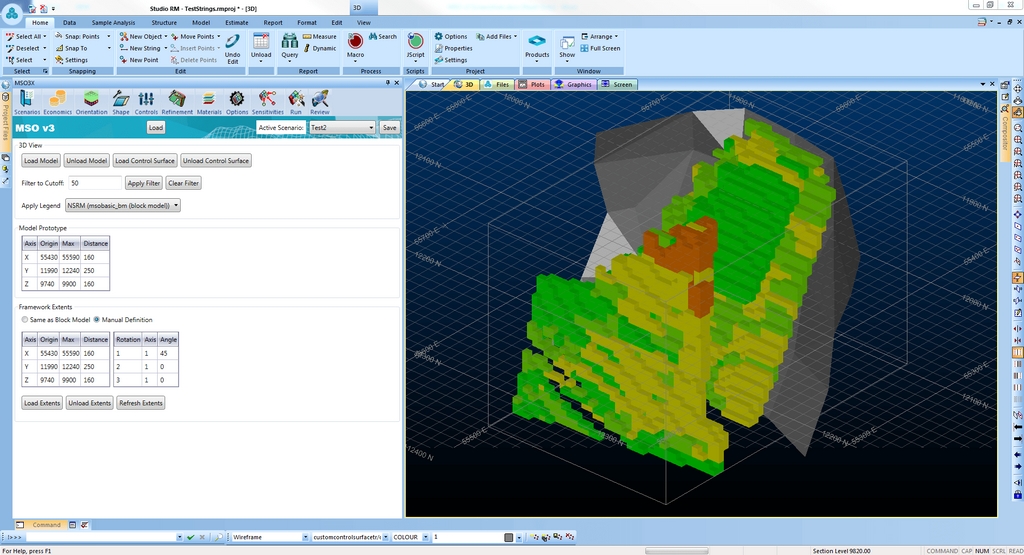 Studio RM - TestStrings.rmproj * - [3D]
3D
Home Data Sample Analysis Structure Model Estimate Report Format Edit View
Select All Snap: Points New Object Move Points Measure Search Options Add Files Arrange
Deselect Snap To New String Insert Points Dynamic Properties Full Screen
Select Settings New Point Delete Points Undo Edit Unload Query Macro JScript Settings Products Show
Select Snapping Edit Report Process Scripts Project Window
MSO3X
Start 3D Files Plots Graphics Screen
Scenarios Economics Orientation Shape Controls Refinement Materials Options Sensitivities Run Review
Project Files
Compositor
MSO v3 Load Active Scenario: Test2 Save
3D View
Load Model Unload Model Load Control Surface Unload Control Surface
Filter to Cutoff: 50 Apply Filter Clear Filter
Apply Legend NSRM {msobasic_bm (block model)}
Model Prototype
Axis Origin Max Distance
X 55430 55590 160
Y 11990 12240 250
Z 9740 9900 160
Framework Extents
Same as Block Model Manual Definition
Axis Origin Max Distance Rotation Axis Angle
X 55430 55590 160 1 1 45
Y 11990 12240 250 2 1 0
Z 9740 9900 160 3 1 0
Load Extents Unload Extents Refresh Extents
55800 E
12000 N
55700 E
12400 N
11900 N
55700 E
12200 N
12000 N
55300 E
12100 N
55500 E
12300 N
12200 N
12400 N
Command
!>>> Wireframe customcontrolsurfacetr/ COLOUR 1
For Help, press F1 Section Level 9820.00 COMMAND CAP NUM SCRL READ